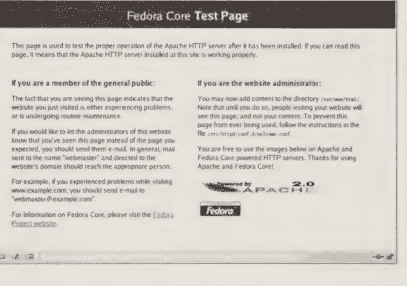 Fedora Core Test Page
This page is used to test the proper operation of the Apache HTTP server after it has been installed. If you can read this
page, it means that the Apache HTTP server installed at this site is working properly.
If you are a member of the general public:
The fact that you are seeing this page indicates that the
website you just visited is either experiencing problems,
or is undergoing routine maintenance.
If you would like to let the administrators of this website
know that you've seen this page instead of the page you
expected, you should send them e-mail. In general, mail
sent to the name "webmaster" and directed to the
website's domain should reach the appropriate person.
For example, if you experienced problems while visiting
www.example.com, you should send e-mail to
"webmaster@example.com".
For information on Fedora Core, please visit the Fedora
Project website.
If you are the website administrator:
You may now add content to the directory /var/www/html/.
Note that until you do so, people visiting your website will
see this page, and not your content. To prevent this
page from ever being used, follow the instructions in the
file /etc/httpd/conf.d/welcome.conf.
You are free to use the images below on Apache and
Fedora Core powered HTTP servers. Thanks for using
Apache and Fedora Core!
Powered by 2.0
APACHE
Fedora